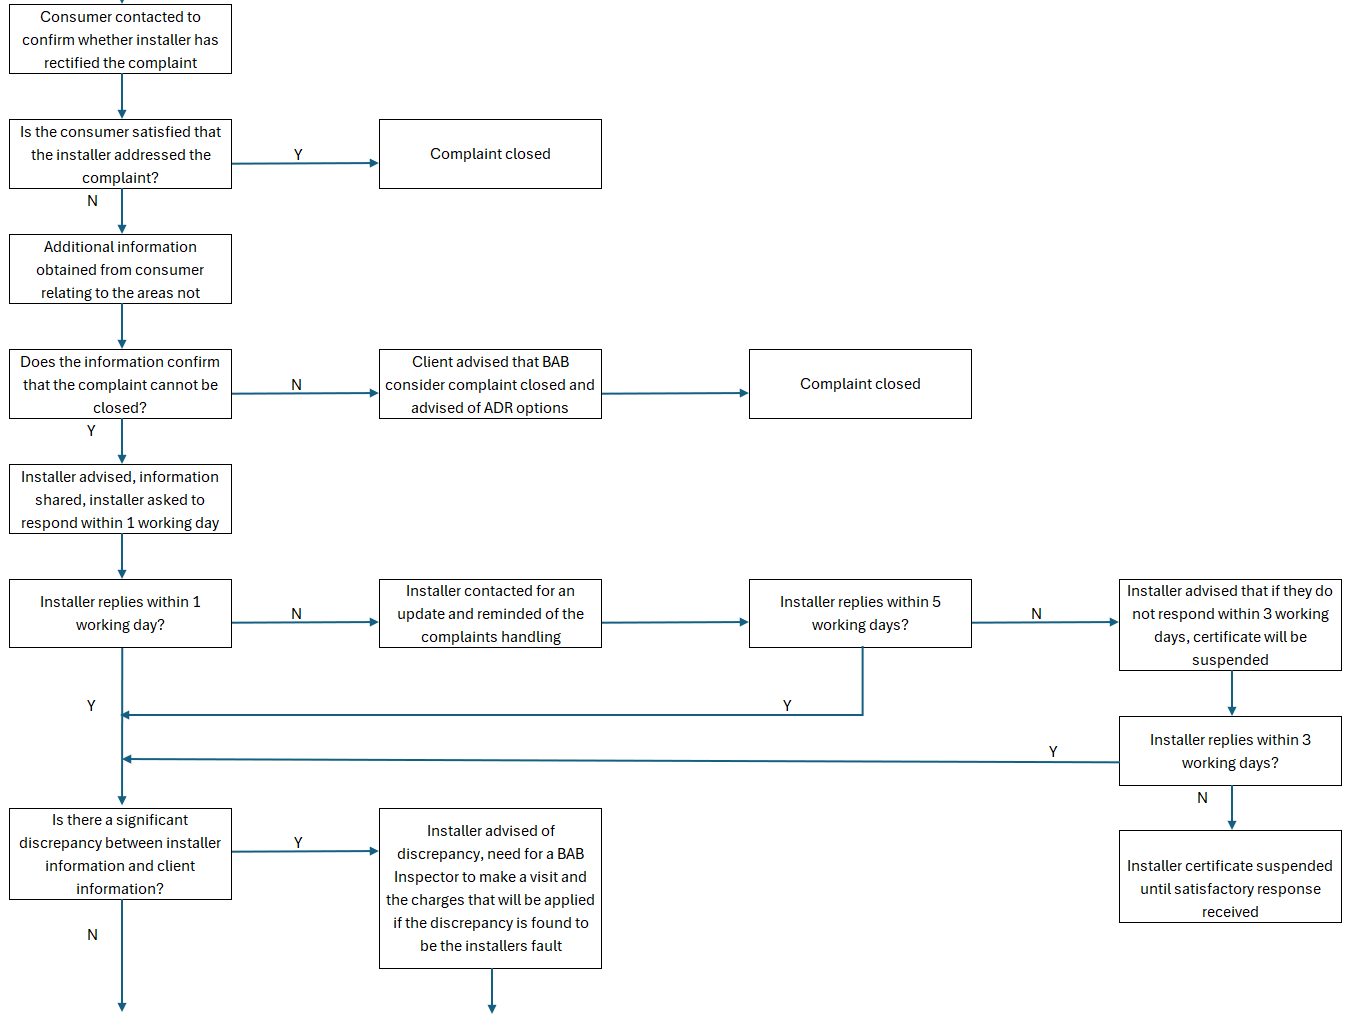 Consumer contacted to
confirm whether installer has
rectified the complaint
Is the consumer satisfied that
the installer addressed the
complaint?
Y
Complaint closed
N
Additional information
obtained from consumer
relating to the areas not
Does the information confirm
that the complaint cannot be
closed?
N
Client advised that BAB
consider complaint closed and
advised of ADR options
Complaint closed
Y
Installer advised, information
shared, installer asked to
respond within 1 working day
Installer replies within 1
working day?
N
Installer contacted for an
update and reminded of the
complaints handling
Installer replies within 5
working days?
N
Installer advised that if they do
not respond within 3 working
days, certificate will be
suspended
Y
Y
Y
Installer replies within 3
working days?
N
Is there a significant
discrepancy between installer
information and client
information?
Y
Installer advised of
discrepancy, need for a BAB
Inspector to make a visit and
the charges that will be applied
if the discrepancy is found to
be the installers fault
Installer certificate suspended
until satisfactory response
received
N